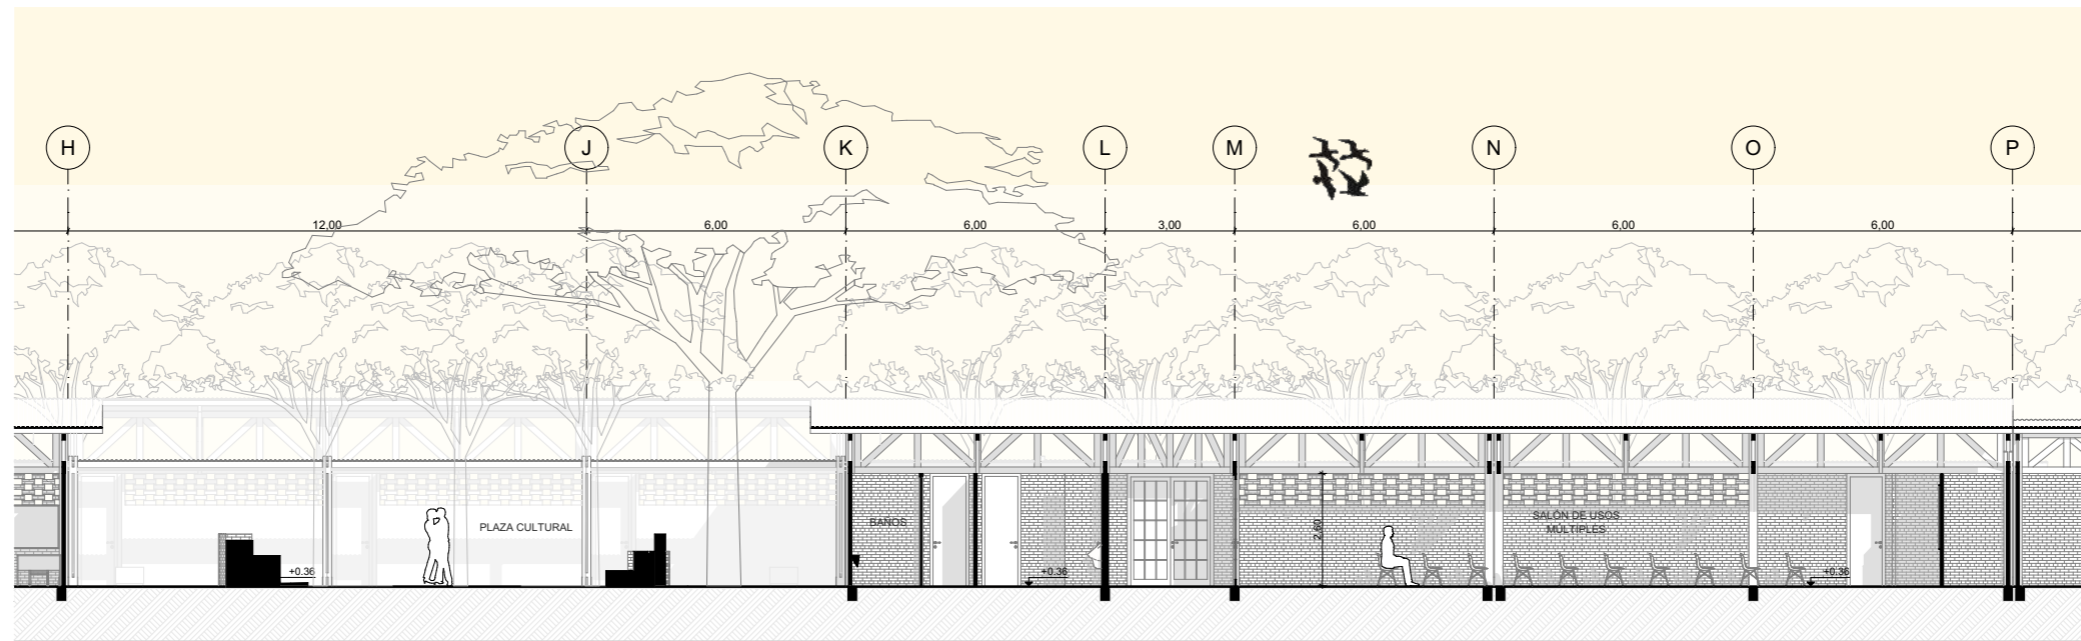 H J K L M N O P
12,00 6,00 6,00 3,00 6,00 6,00 6,00
PLAZA CULTURAL
BAÑOS
SALÓN DE USOS
MÚLTIPLES
2,60
+0.36 +0.36 +0.36